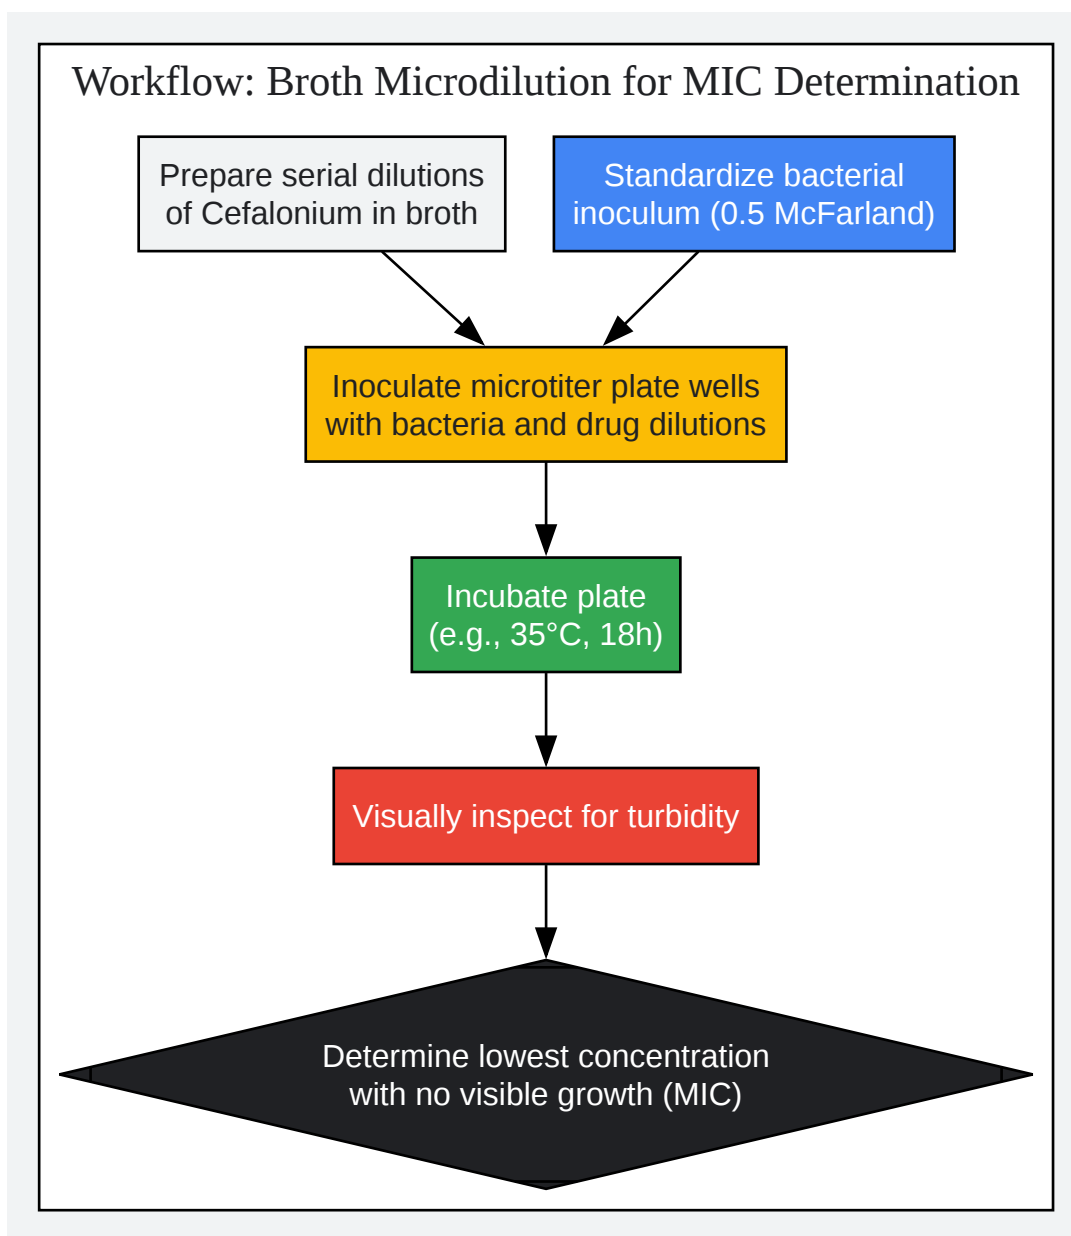 Workflow: Broth Microdilution for MIC Determination
Prepare serial dilutions
of Cefalonium in broth
Standardize bacterial
inoculum (0.5 McFarland)
Inoculate microtiter plate wells
with bacteria and drug dilutions
Incubate plate
(e.g., 35°C, 18h)
Visually inspect for turbidity
Determine lowest concentration
with no visible growth (MIC)